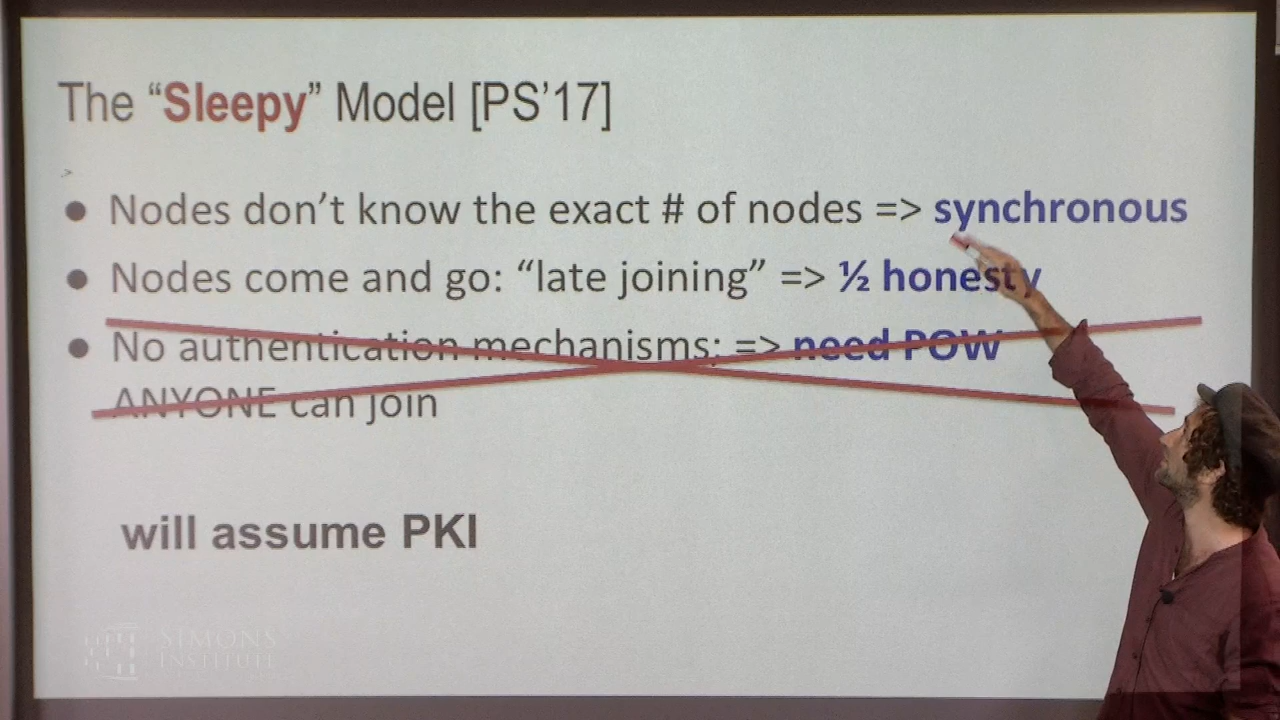 The “Sleepy” Model [PS’17]
>
● Nodes don’t know the exact # of nodes => synchronous
● Nodes come and go: “late joining” => ½ honesty
● No authentication mechanisms: => need POW
ANYONE can join
will assume PKI
SIMONS
INSTITUTE